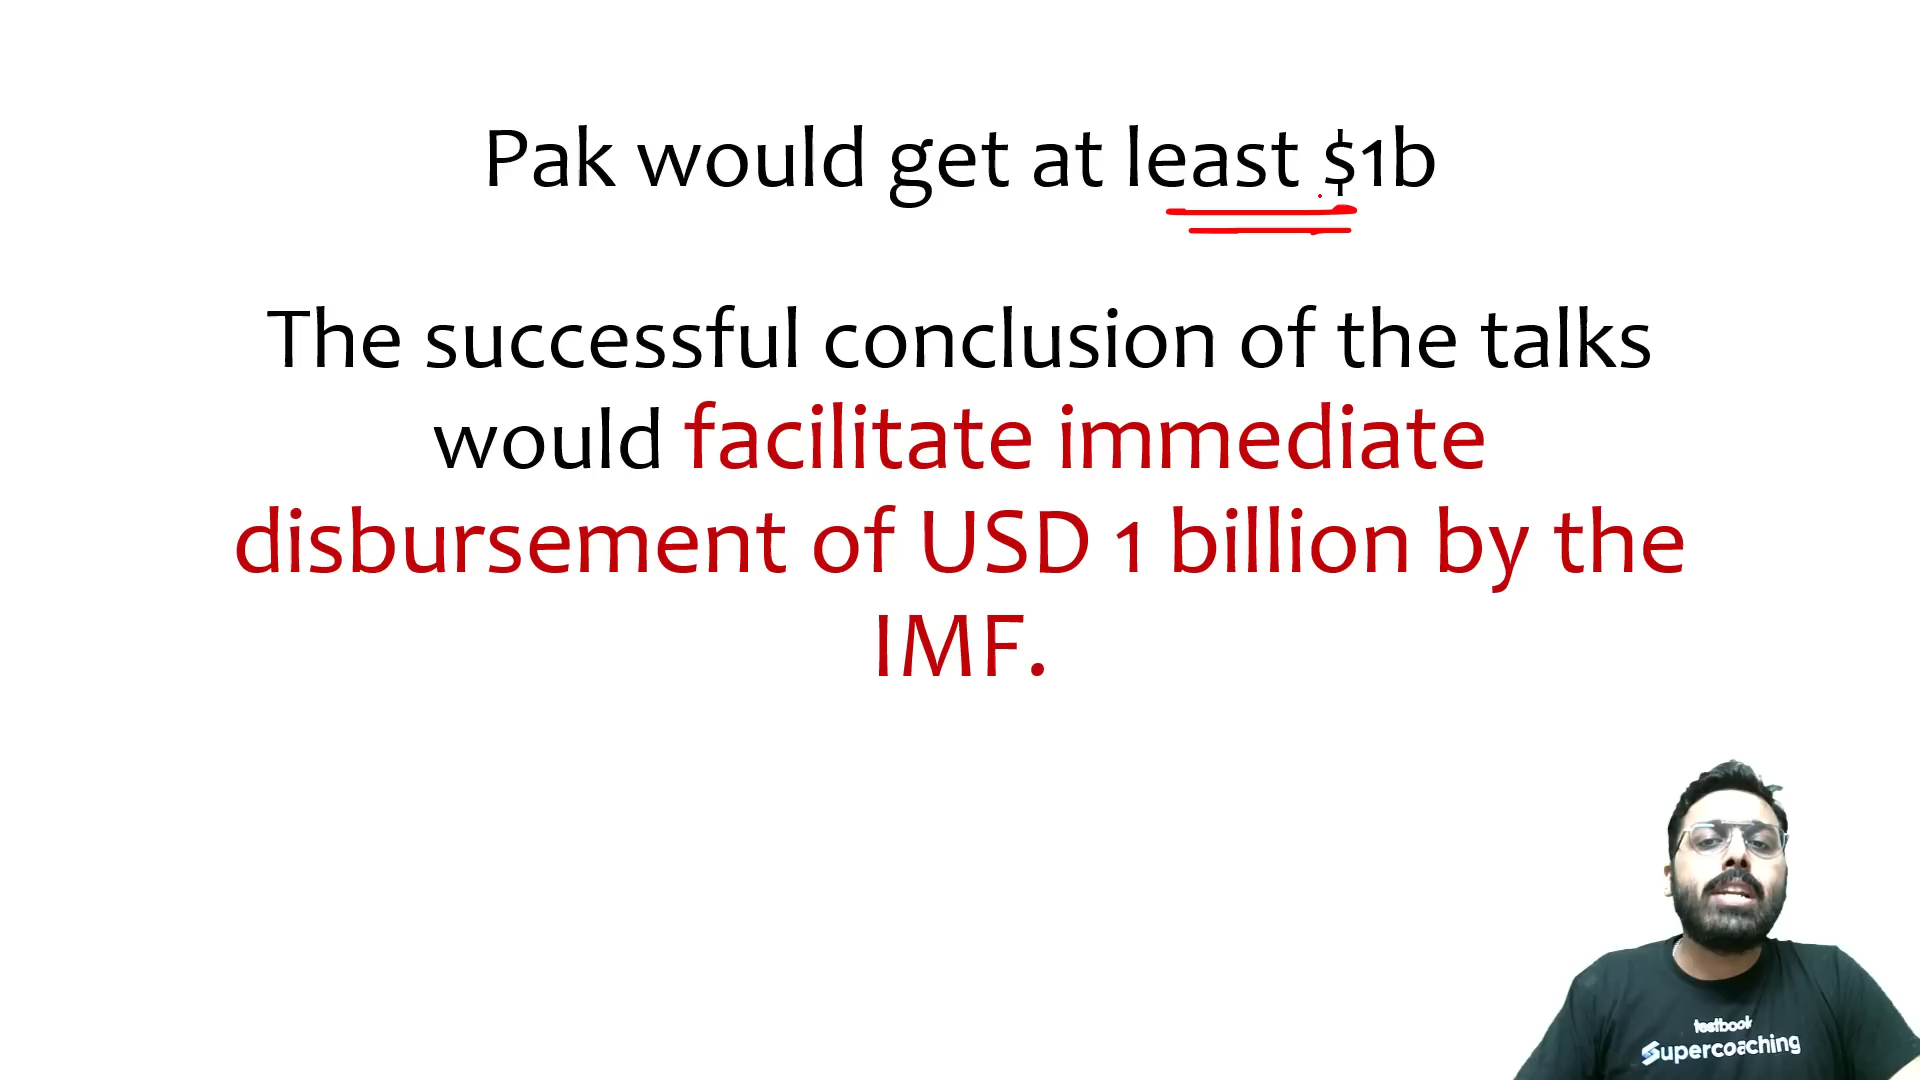 Pak would get at least $1b
The successful conclusion of the talks
would facilitate immediate
disbursement of USD 1 billion by the
IMF.
testbook
Supercoaching